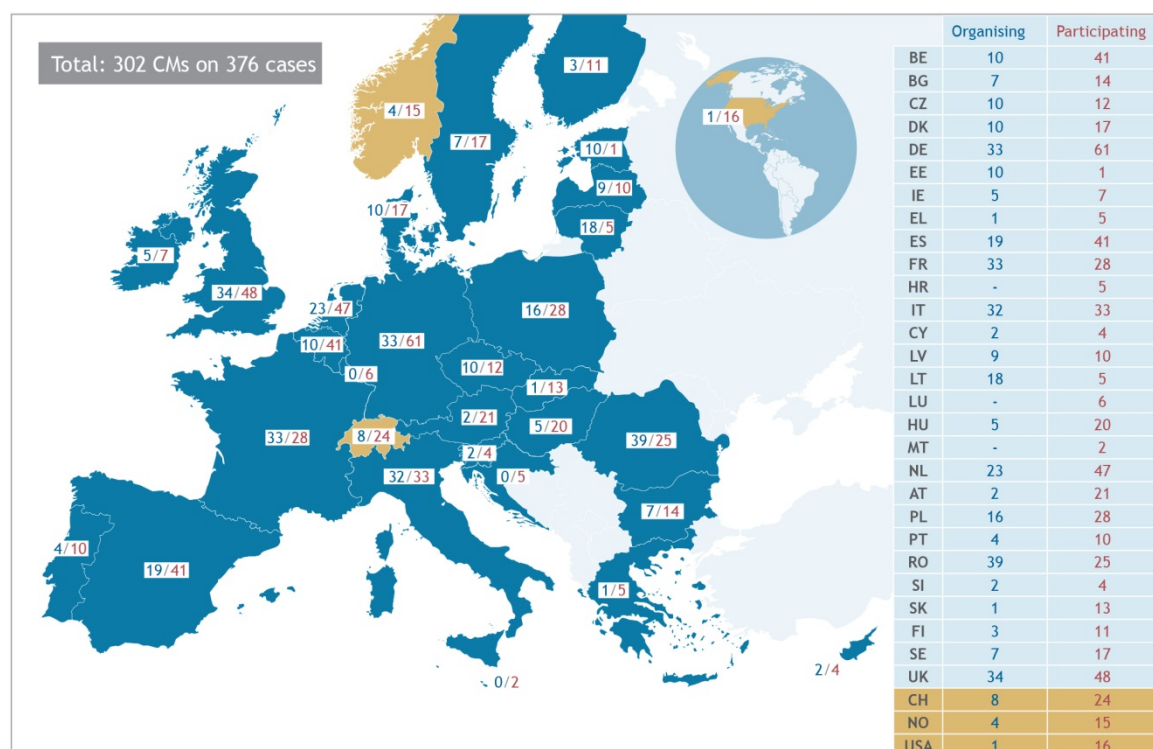 Total: 302 CMs on 376 cases
3/11
4/15
1/16
7/17
10/1
9/10
10/17
18/5
5/7
34/48
23/47
16/28
10/41
33/61
0/6
10/12
1/13
2/21
33/28
8/24
5/20
39/25
2/4
32/33
0/5
7/14
4/10
19/41
1/5
2/4
0/2
Organising Participating
BE 10 41
BG 7 14
CZ 10 12
DK 10 17
DE 33 61
EE 10 1
IE 5 7
EL 1 5
ES 19 41
FR 33 28
HR - 5
IT 32 33
CY 2 4
LV 9 10
LT 18 5
LU - 6
HU 5 20
MT - 2
NL 23 47
AT 2 21
PL 16 28
PT 4 10
RO 39 25
SI 2 4
SK 1 13
FI 3 11
SE 7 17
UK 34 48
CH 8 24
NO 4 15
USA 1 16